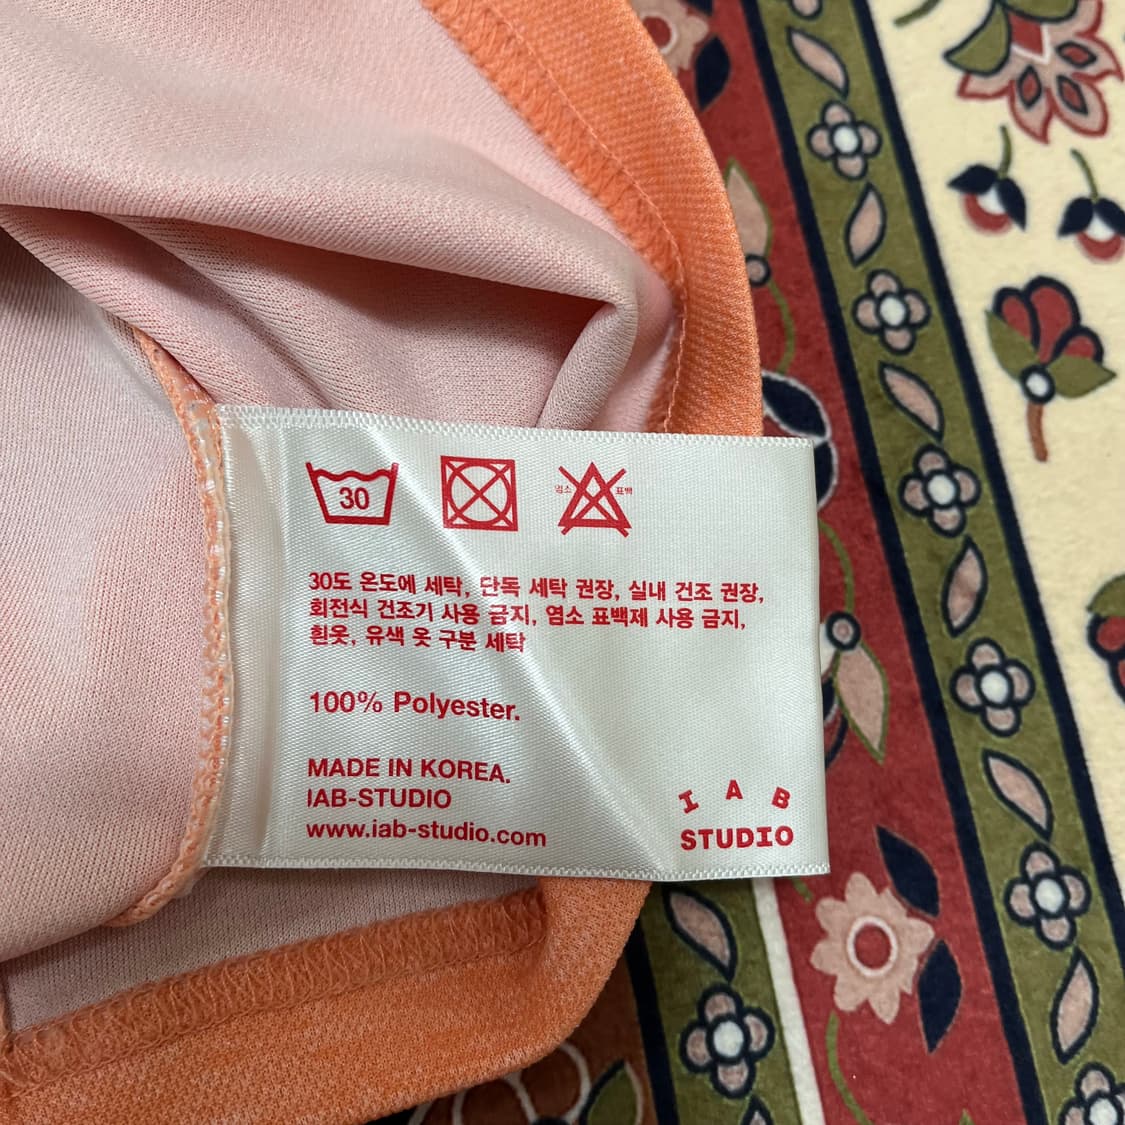 30
염소 표백
30도 온도에 세탁, 단독 세탁 권장, 실내 건조 권장,
회전식 건조기 사용 금지, 염소 표백제 사용 금지,
흰옷, 유색 옷 구분 세탁
100% Polyester.
MADE IN KOREA.
IAB-STUDIO
www.iab-studio.com
I A B
STUDIO